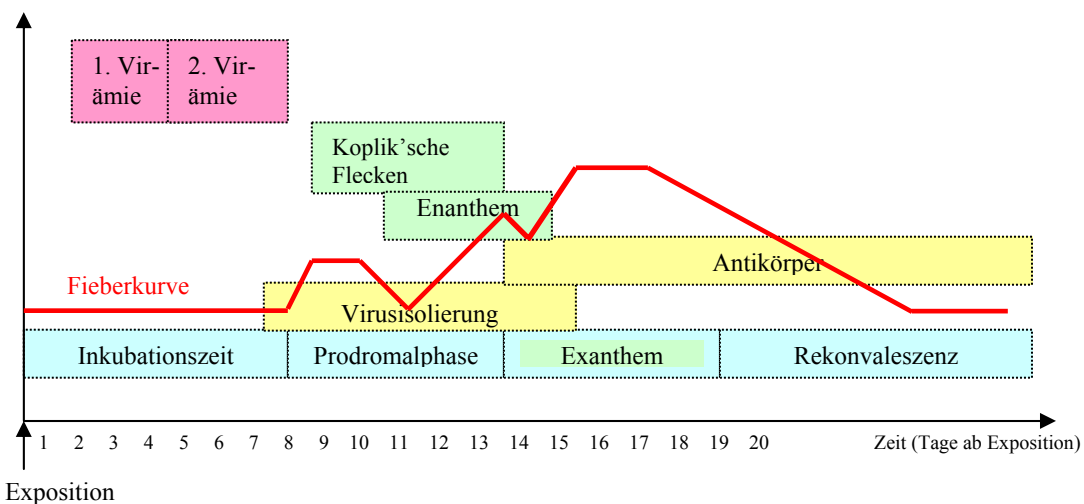 1. Vir-
ämie
2. Vir-
ämie
Koplik’sche
Flecken
Enanthem
Antikörper
Fieberkurve
Virusisolierung
Inkubationszeit
Prodromalphase
Exanthem
Rekonvaleszenz
1 2 3 4 5 6 7 8 9 10 11 12 13 14 15 16 17 18 19 20 Zeit (Tage ab Exposition)
Exposition